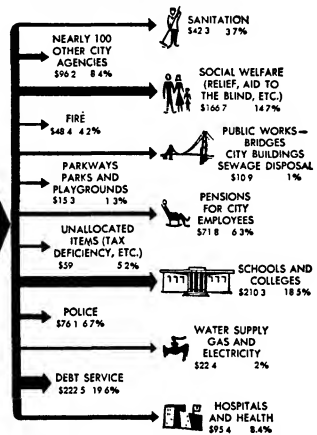 SANITATION
$42 3 3 7%
NEARLY 100
OTHER CITY
AGENCIES
$96 2 8 4%
SOCIAL WELFARE
(RELIEF, AID TO
THE BLIND, ETC.)
$166 7 14 7%
FIRE
$48 4 4 2%
PUBLIC WORKS—
BRIDGES
CITY BUILDINGS
SEWAGE DISPOSAL
$10 9 1%
PARKWAYS
PARKS AND
PLAYGROUNDS
$15 3 1 3%
PENSIONS
FOR CITY
EMPLOYEES
$71 8 6 3%
UNALLOCATED
ITEMS (TAX
DEFICIENCY, ETC.)
$59 5 2%
SCHOOLS AND
COLLEGES
$210 3 18 5%
POLICE
$76 1 6 7%
WATER SUPPLY
GAS AND
ELECTRICITY
$22 4 2%
DEBT SERVICE
$222 5 19 6%
HOSPITALS
AND HEALTH
$95 4 8.4%